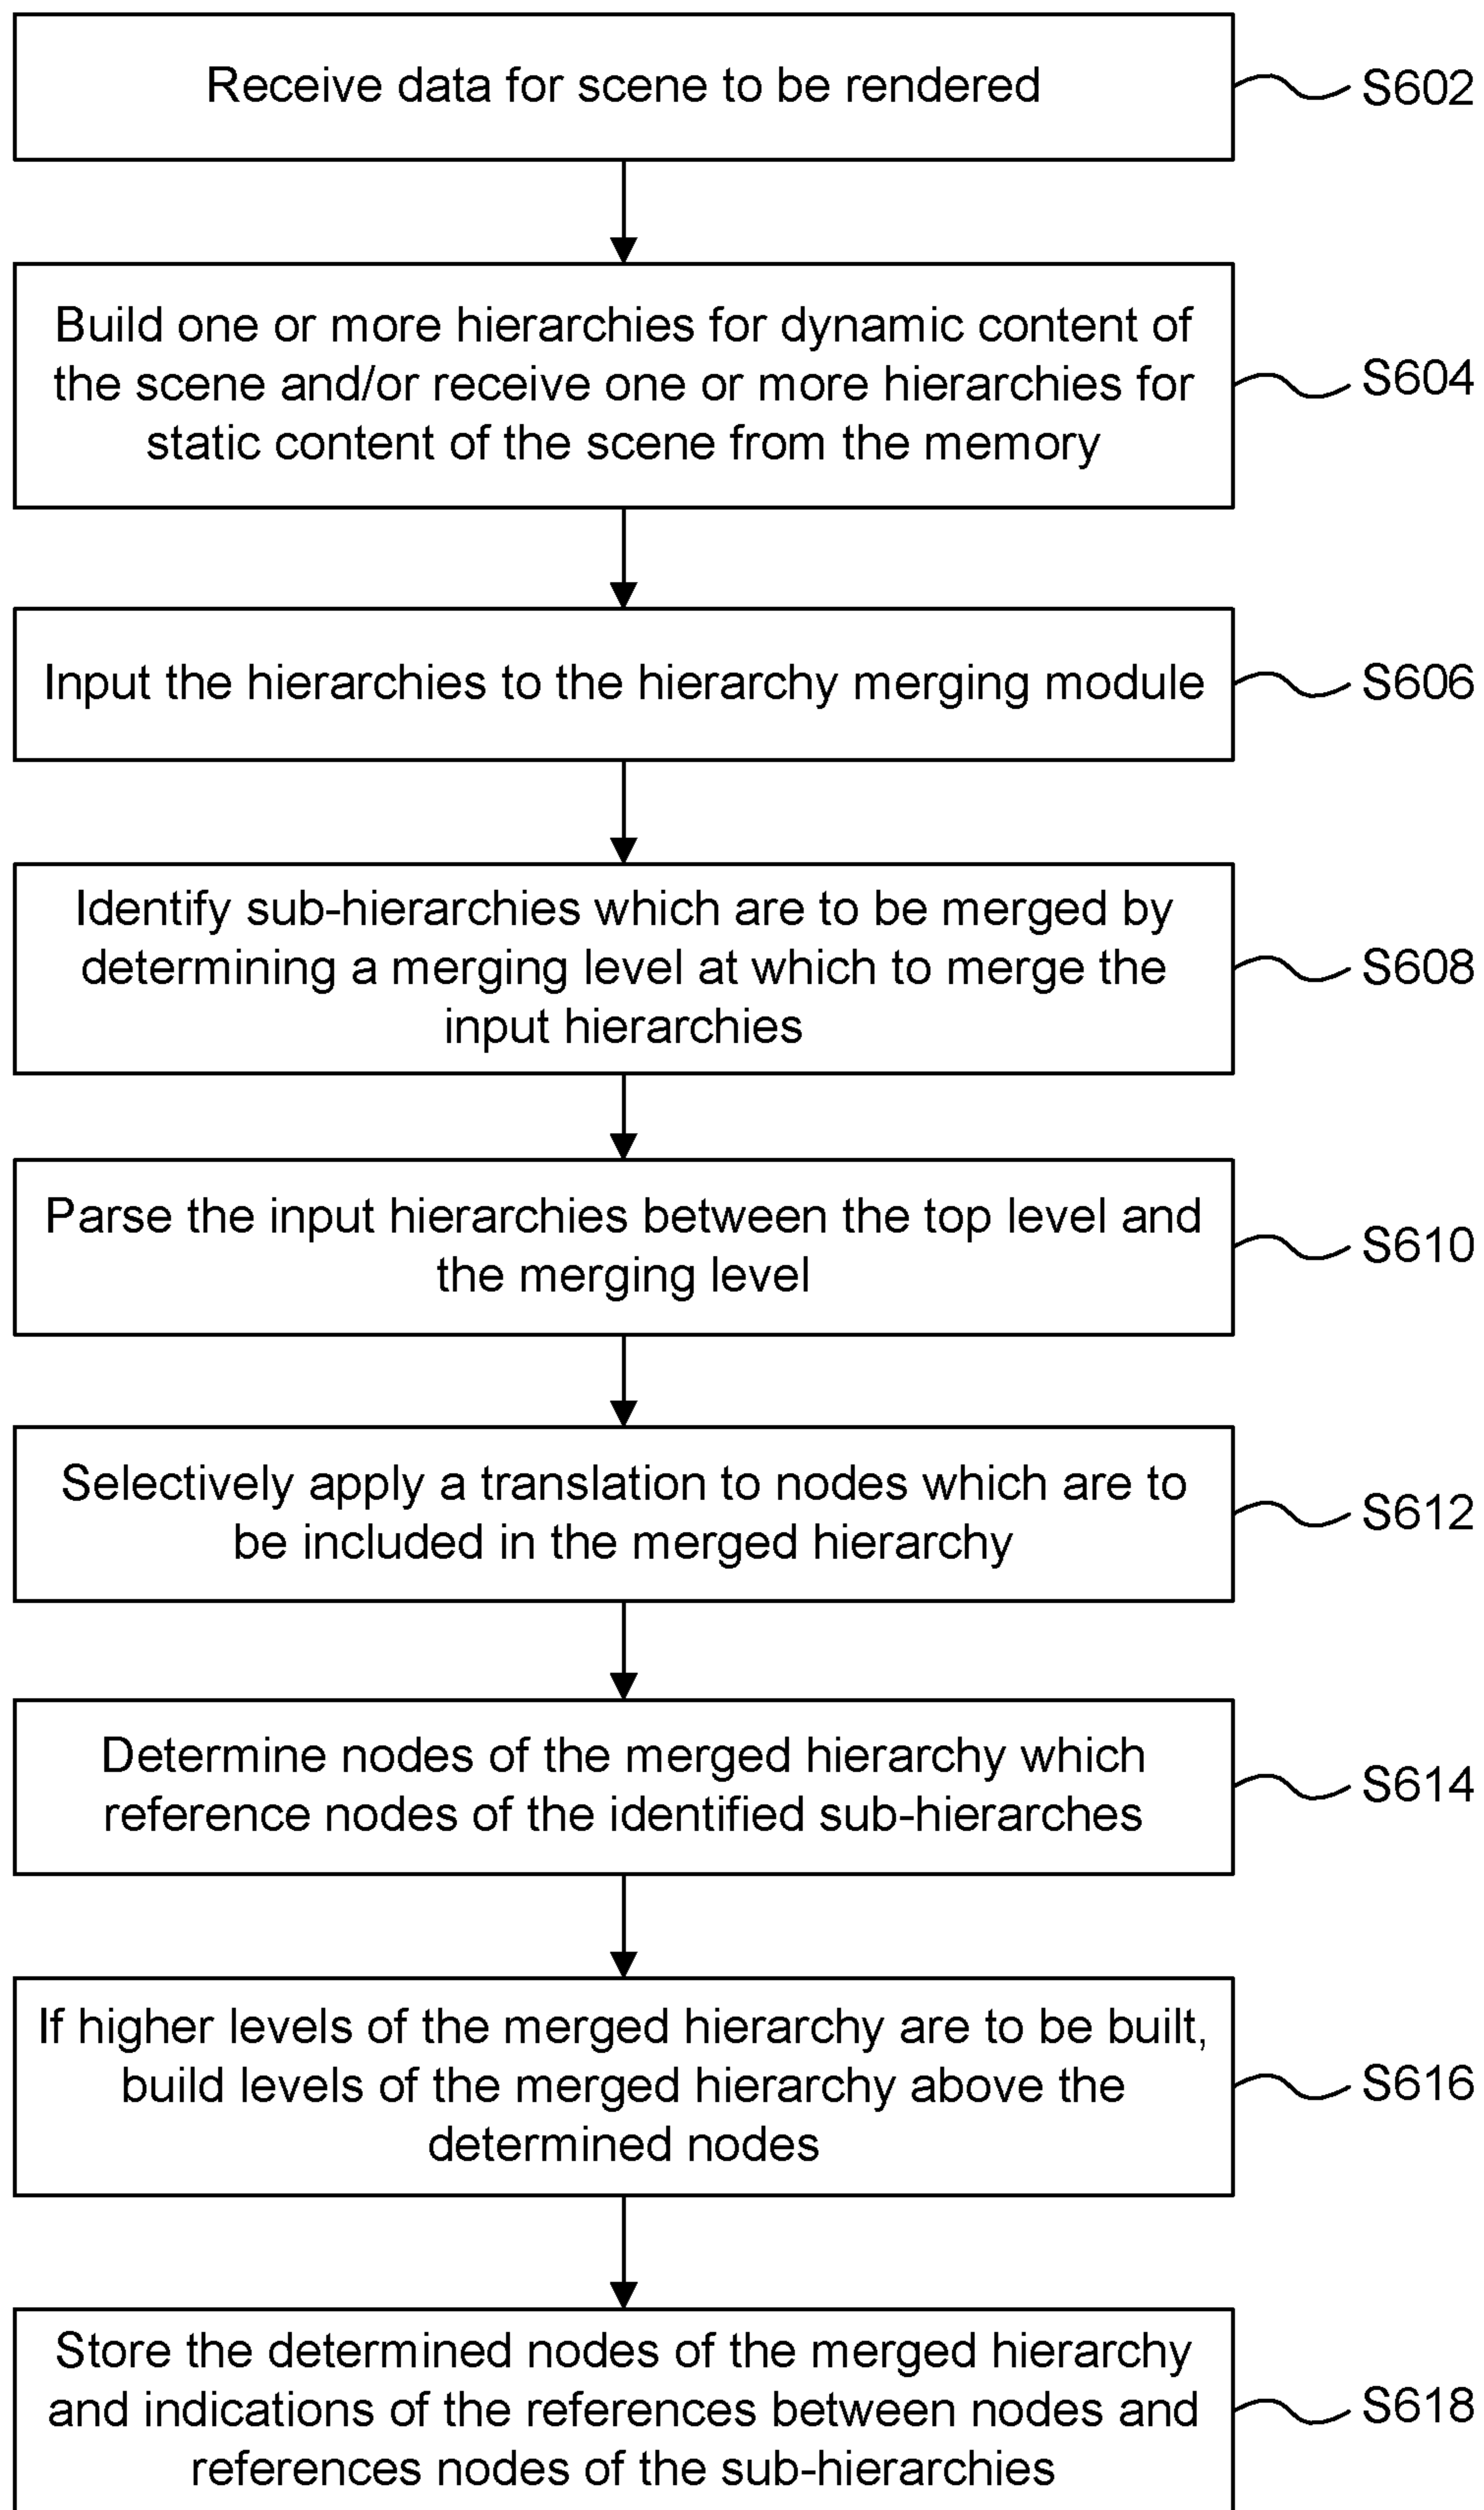 Receive data for scene to be rendered
S602
Build one or more hierarchies for dynamic content of
the scene and/or receive one or more hierarchies for
static content of the scene from the memory
S604
Input the hierarchies to the hierarchy merging module
S606
Identify sub-hierarchies which are to be merged by
determining a merging level at which to merge the
input hierarchies
S608
Parse the input hierarchies between the top level and
the merging level
S610
Selectively apply a translation to nodes which are to
be included in the merged hierarchy
S612
Determine nodes of the merged hierarchy which
reference nodes of the identified sub-hierarches
S614
If higher levels of the merged hierarchy are to be built,
build levels of the merged hierarchy above the
determined nodes
S616
Store the determined nodes of the merged hierarchy
and indications of the references between nodes and
references nodes of the sub-hierarchies
S618